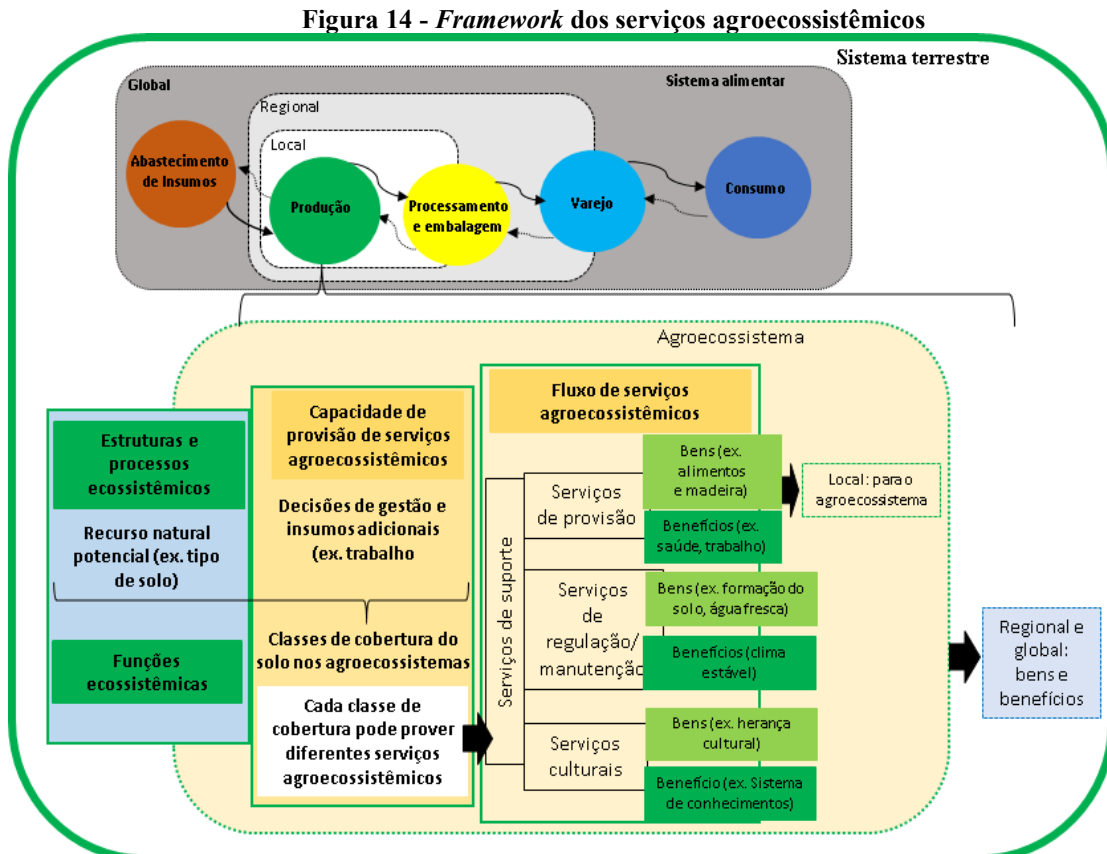 Figura 14 - Framework dos serviços agroecossistêmicos
Sistema terrestre
Global
Sistema alimentar
Regional
Local
Abastecimento
de Insumos
Produção
Processamento
e embalagem
Varejo
Consumo
Agroecossistema
Estruturas e
processos
ecossistêmicos
Recurso natural
potencial (ex. tipo
de solo)
Funções
ecossistêmicas
Capacidade de
provisão de serviços
agroecossistêmicos
Decisões de gestão e
insumos adicionais
(ex. trabalho
Classes de cobertura do
solo nos agroecossistemas
Cada classe de
cobertura pode prover
diferentes serviços
agroecossistêmicos
Fluxo de serviços
agroecossistêmicos
Serviços de suporte
Serviços
de provisão
Bens (ex.
alimentos
e madeira)
Benefícios (ex.
saúde, trabalho)
Serviços
de
regulação/
manutenção
Bens (ex. formação do
solo, água fresca)
Benefícios (clima
estável)
Serviços
culturais
Bens (ex. herança
cultural)
Benefício (ex. Sistema
de conhecimentos)
Local: para o
agroecossistema
Regional e
global:
bens e
benefícios